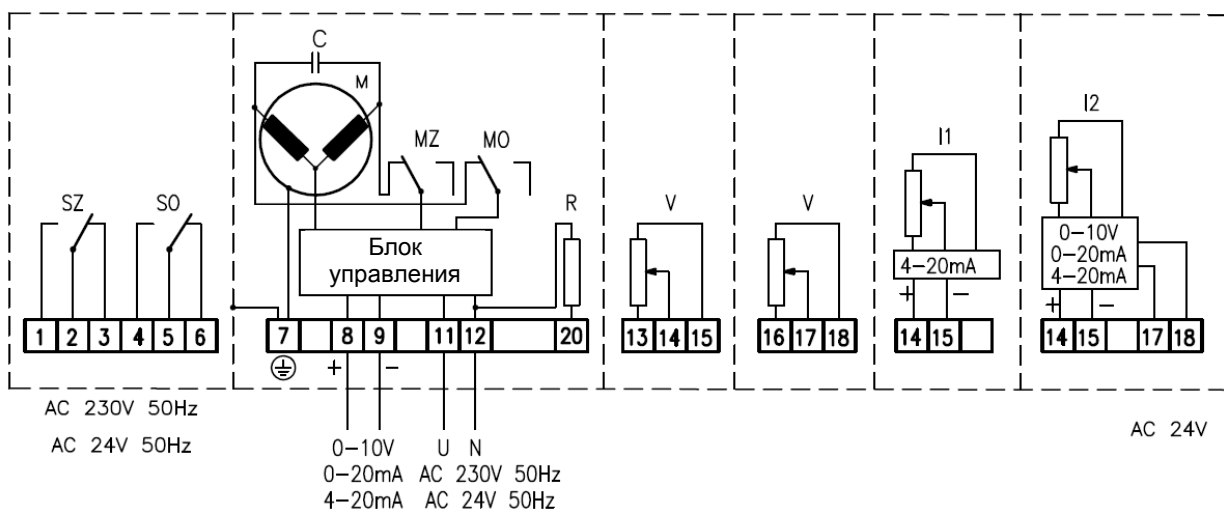 C
M
MZ MO
SZ SO
R
V
V
I1
I2
Блок
управления
4-20mA
+ -
0-10V
0-20mA
4-20mA
+ -
1 2 3 4 5 6
7 8 9 11 12 20
13 14 15
16 17 18
14 15
14 15 17 18
+ -
AC 230V 50Hz
AC 24V 50Hz
0-10V U N
0-20mA AC 230V 50Hz
4-20mA AC 24V 50Hz
AC 24V